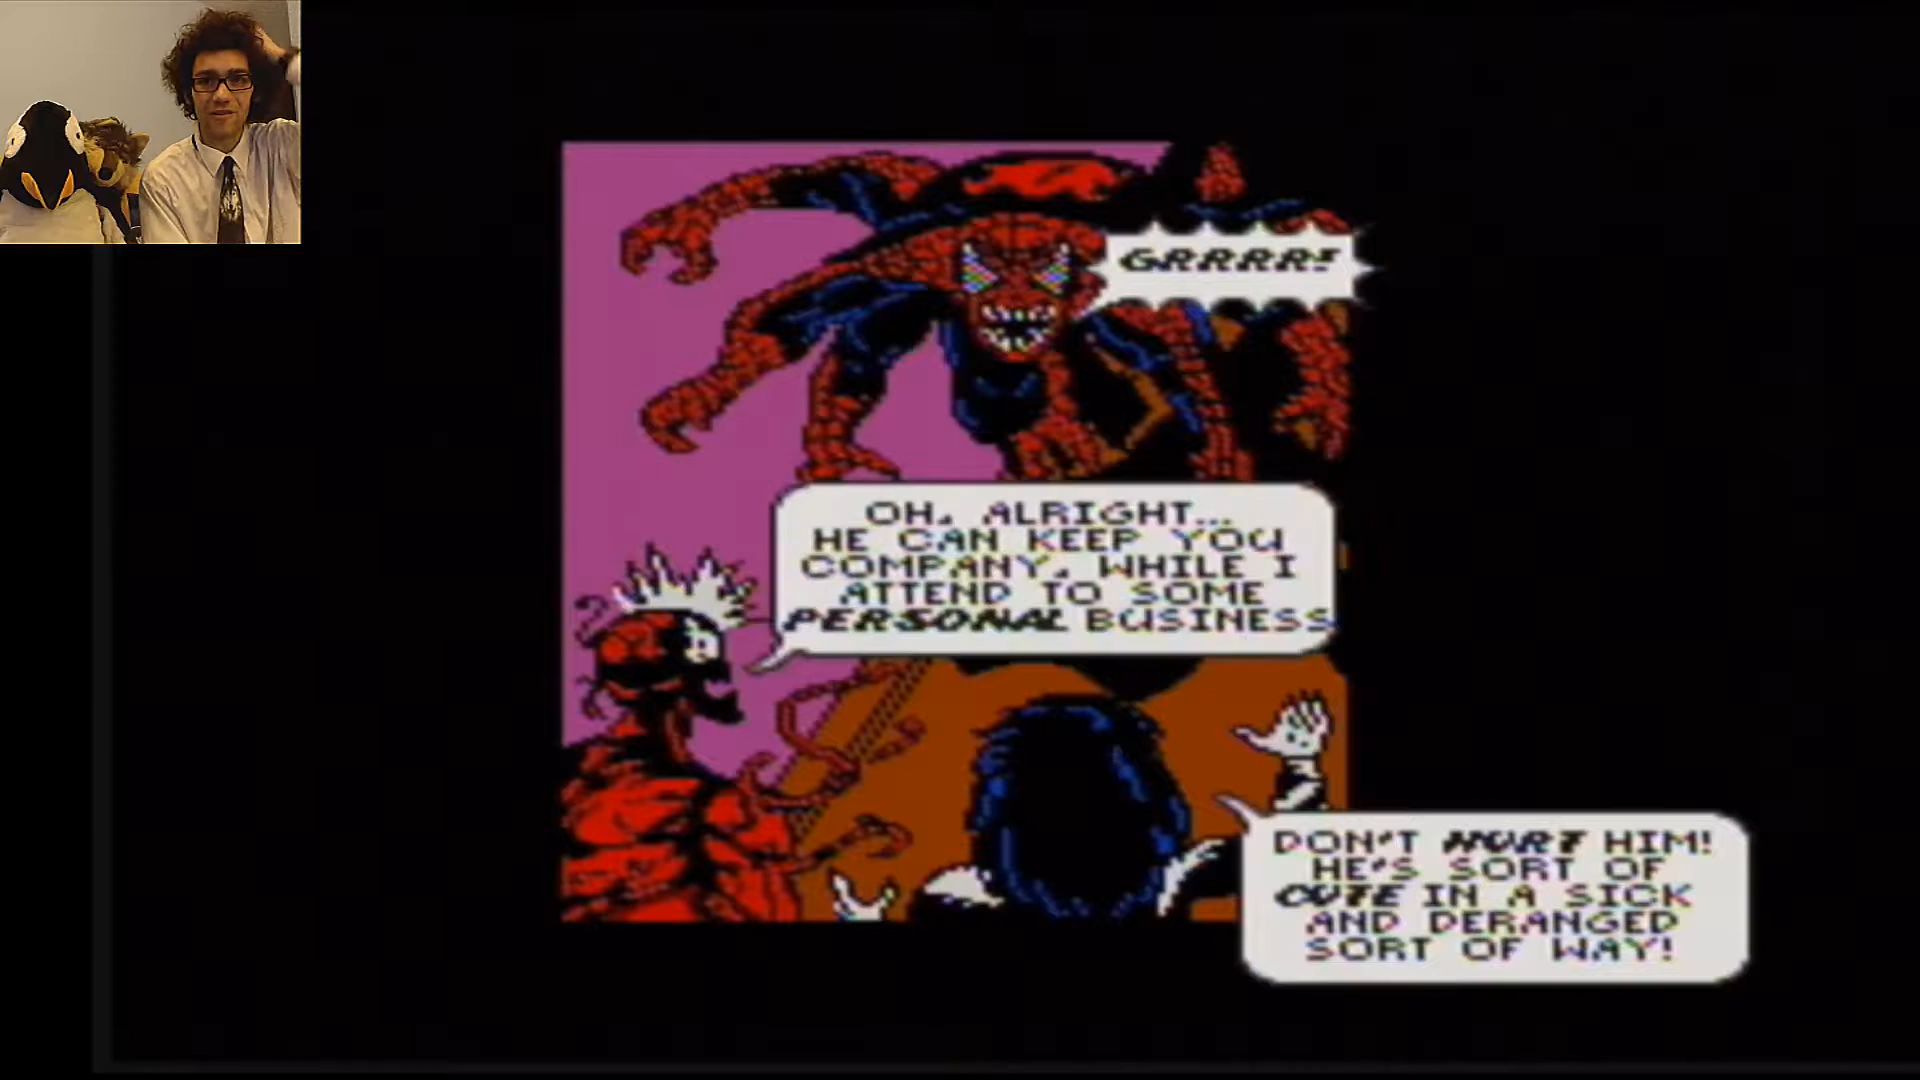 GRRRR!
OH, ALRIGHT...
HE CAN KEEP YOU
COMPANY, WHILE I
ATTEND TO SOME
PERSONAL BUSINESS
DON'T HURT HIM!
HE'S SORT OF
CUTE IN A SICK
AND DERANGED
SORT OF WAY!